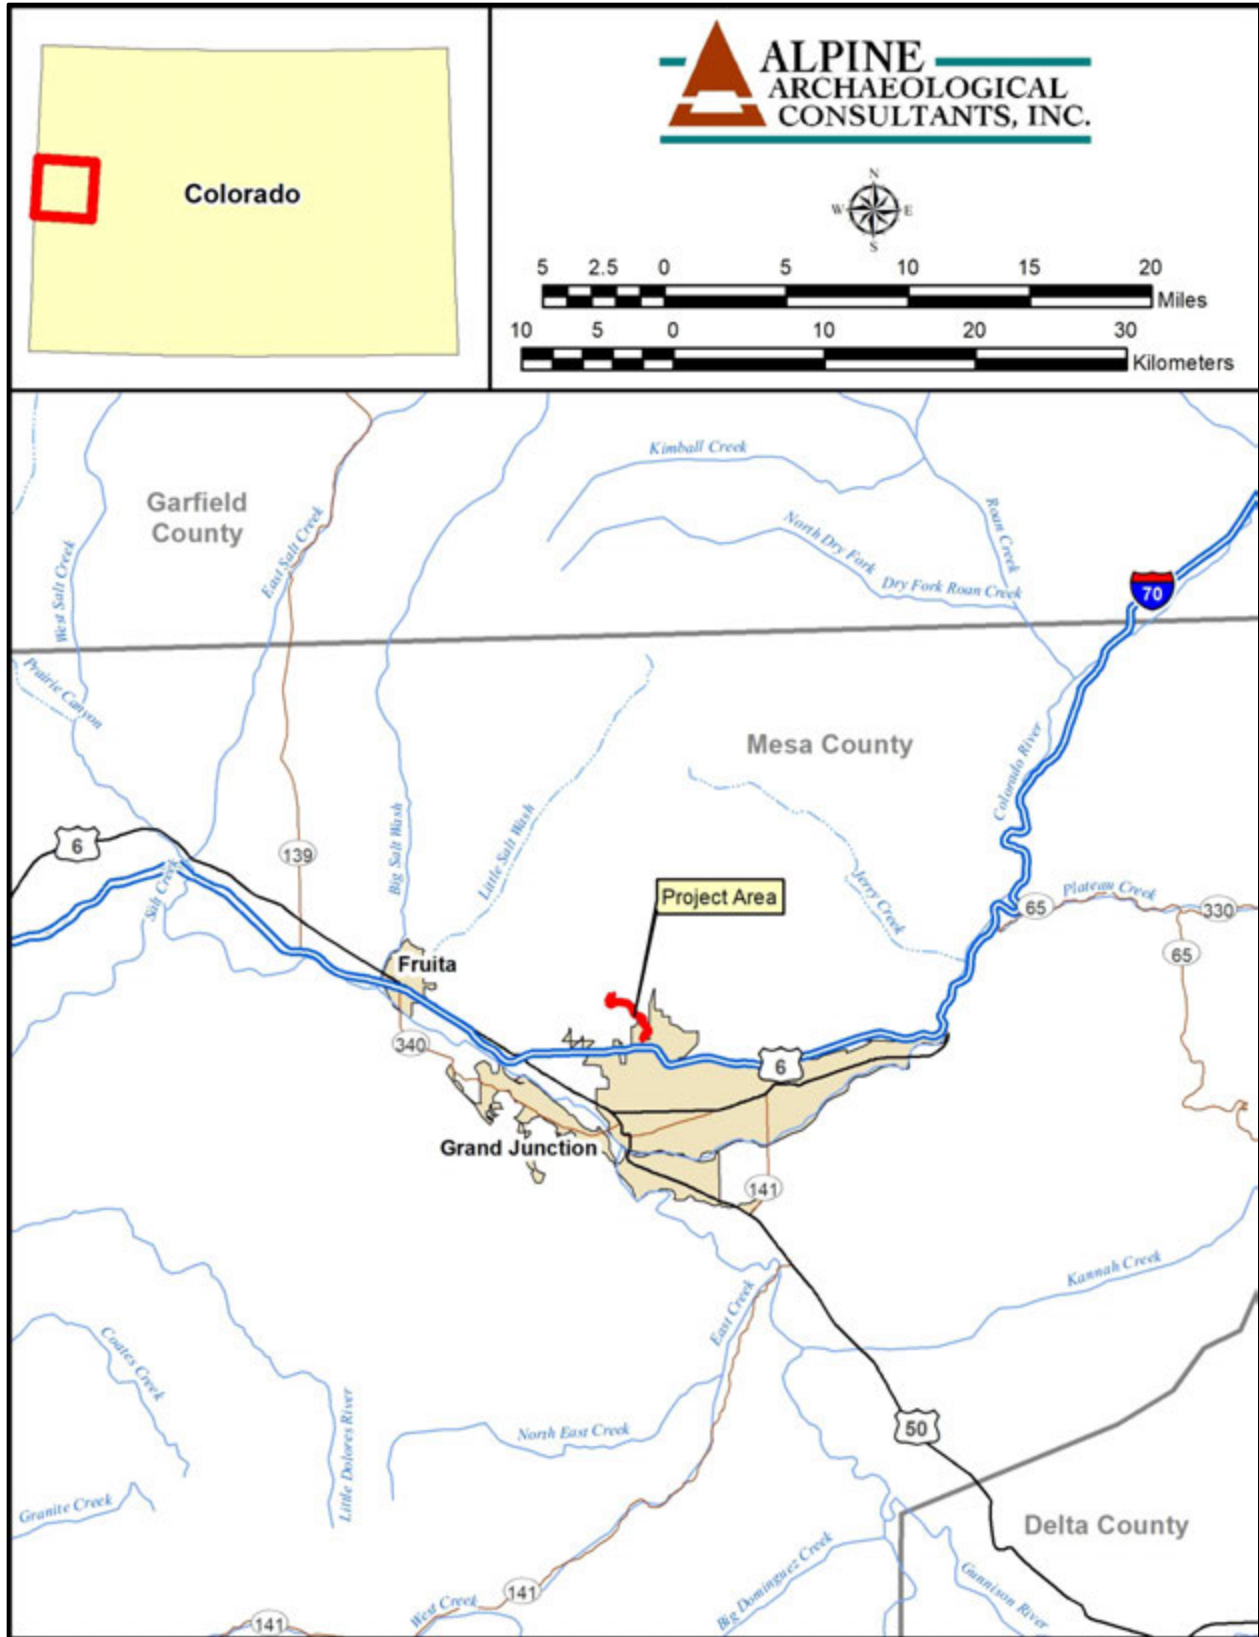 Colorado
ALPINE
ARCHAEOLOGICAL
CONSULTANTS, INC.
N
W E
S
5 2.5 0 5 10 15 20
Miles
10 5 0 10 20 30
Kilometers
Kimball Creek
Garfield
County
East Salt Creek
Roan Creek
North Dry Fork
West Salt Creek
Dry Fork Roan Creek
70
Prairie Canyon
Mesa County
Colorado River
6
139
Big Salt Wash
Little Salt Wash
Jerry Creek
Salt Creek
Project Area
65
Plateau Creek
330
65
Fruita
340
6
Grand Junction
141
Kannah Creek
East Creek
Coates Creek
Little Dolores River
North East Creek
50
Granite Creek
Delta County
Big Dominguez Creek
Gunnison River
141
West Creek
141